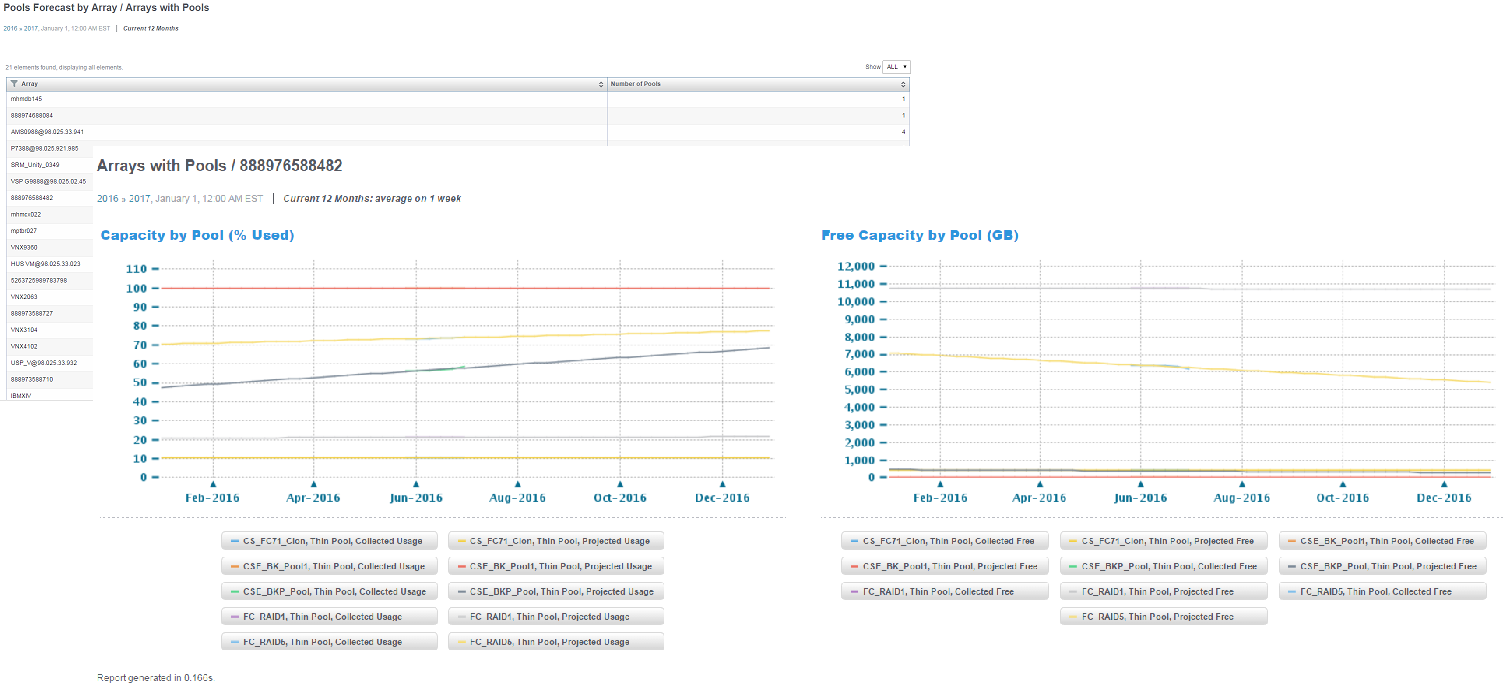 Pools Forecast by Array / Arrays with Pools
2016 » 2017, January 1, 12:00 AM EST | Current 12 Months
21 elements found, displaying all elements.
Show ALL
Array Number of Pools
mhmdb145 1
888974688084 1
AMS0988@98.025.33.941 4
P7388@98.025.921.985
SRM_Unity_0349
VSP G9889@98.025.02.45
888976588482
mhmcx022
mptbr027
VNX9360
HUS VM@98.025.33.023
5263725989783798
VNX2063
888973588727
VNX3104
VNX4102
USP_V@98.025.33.932
888973588710
IBMXIV
Arrays with Pools / 888976588482
2016 » 2017, January 1, 12:00 AM EST | Current 12 Months: average on 1 week
Capacity by Pool (% Used)
110
100
90
80
70
60
50
40
30
20
10
0
Feb-2016 Apr-2016 Jun-2016 Aug-2016 Oct-2016 Dec-2016
CS_FC71_Clon, Thin Pool, Collected Usage CS_FC71_Clon, Thin Pool, Projected Usage
CSE_BK_Pool1, Thin Pool, Collected Usage CSE_BK_Pool1, Thin Pool, Projected Usage
CSE_BKP_Pool, Thin Pool, Collected Usage CSE_BKP_Pool, Thin Pool, Projected Usage
FC_RAID1, Thin Pool, Collected Usage FC_RAID1, Thin Pool, Projected Usage
FC_RAID5, Thin Pool, Collected Usage FC_RAID5, Thin Pool, Projected Usage
Free Capacity by Pool (GB)
12,000
11,000
10,000
9,000
8,000
7,000
6,000
5,000
4,000
3,000
2,000
1,000
0
Feb-2016 Apr-2016 Jun-2016 Aug-2016 Oct-2016 Dec-2016
CS_FC71_Clon, Thin Pool, Collected Free CS_FC71_Clon, Thin Pool, Projected Free CSE_BK_Pool1, Thin Pool, Collected Free
CSE_BK_Pool1, Thin Pool, Projected Free CSE_BKP_Pool, Thin Pool, Collected Free CSE_BKP_Pool, Thin Pool, Projected Free
FC_RAID1, Thin Pool, Collected Free FC_RAID1, Thin Pool, Projected Free FC_RAID5, Thin Pool, Collected Free
FC_RAID5, Thin Pool, Projected Free
Report generated in 0.160s.